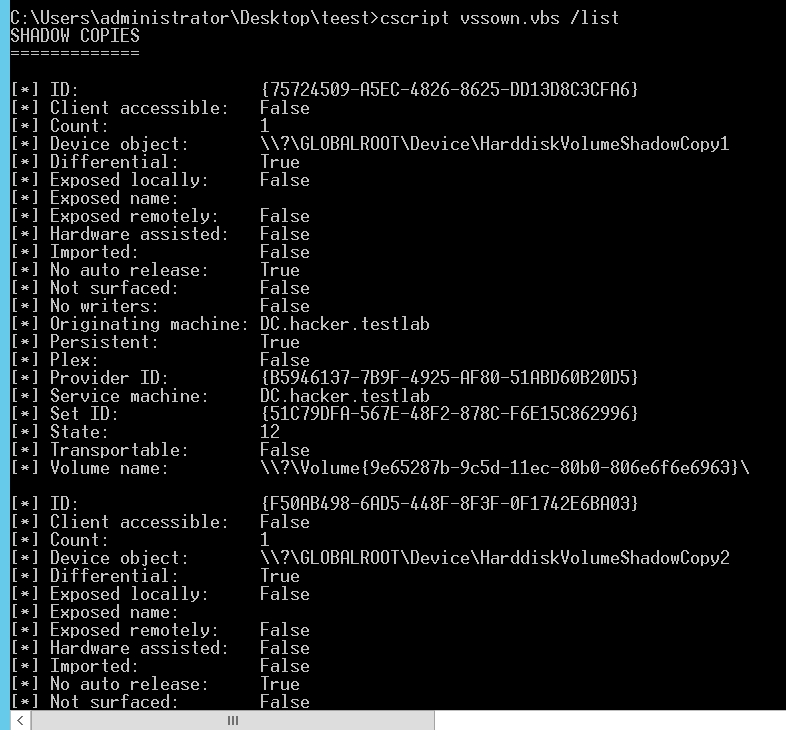 C:\Users\administrator\Desktop\teest>cscript vssown.vbs /list
SHADOW COPIES
=============
[*] ID: {75724509-A5EC-4826-8625-DD13D8C3CFA6}
[*] Client accessible: False
[*] Count: 1
[*] Device object: \\?\GLOBALROOT\Device\HarddiskVolumeShadowCopy1
[*] Differential: True
[*] Exposed locally: False
[*] Exposed name:
[*] Exposed remotely: False
[*] Hardware assisted: False
[*] Imported: False
[*] No auto release: True
[*] Not surfaced: False
[*] No writers: False
[*] Originating machine: DC.hacker.testlab
[*] Persistent: True
[*] Plex: False
[*] Provider ID: {B5946137-7B9F-4925-AF80-51ABD60B20D5}
[*] Service machine: DC.hacker.testlab
[*] Set ID: {51C79DFA-567E-48F2-878C-F6E15C862996}
[*] State: 12
[*] Transportable: False
[*] Volume name: \\?\Volume{9e65287b-9c5d-11ec-80b0-806e6f6e6963}\
[*] ID: {F50AB498-6AD5-448F-8F3F-0F1742E6BA03}
[*] Client accessible: False
[*] Count: 1
[*] Device object: \\?\GLOBALROOT\Device\HarddiskVolumeShadowCopy2
[*] Differential: True
[*] Exposed locally: False
[*] Exposed name:
[*] Exposed remotely: False
[*] Hardware assisted: False
[*] Imported: False
[*] No auto release: True
[*] Not surfaced: False